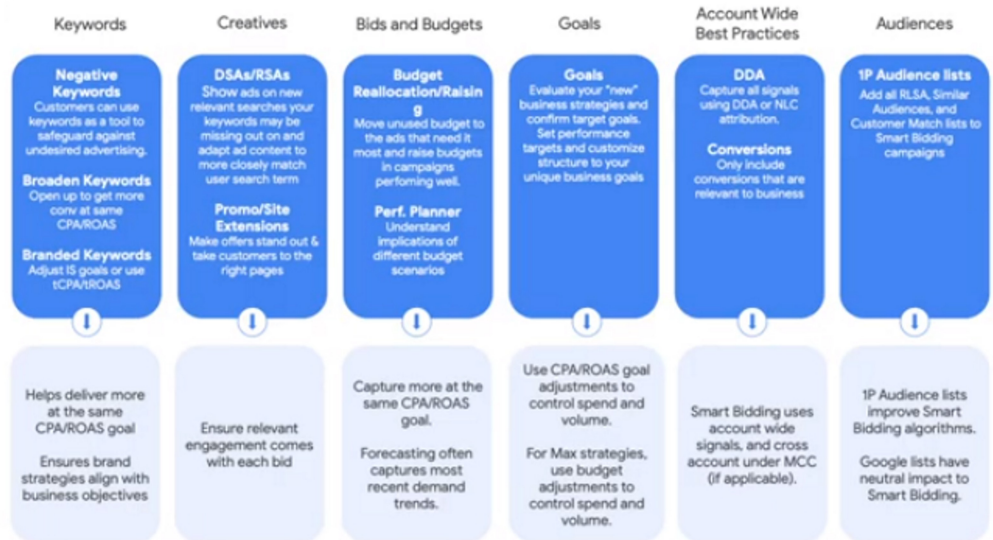 Keywords
Creatives
Bids and Budgets
Goals
Account Wide
Best Practices
Audiences
Negative
Keywords
Customers can use
keywords as a tool to
safeguard against
undesired advertising.
Broaden Keywords
Open up to get more
conv at same
CPA/ROAS
Branded Keywords
Adjust IS goals or use
tCPA/tROAS
DSAs/RSAs
Show ads on new
relevant searches your
keywords may be
missing out on and
adapt ad content to
more closely match
user search term
Promo/Site
Extensions
Make offers stand out &
take customers to the
right pages
Budget
Reallocation/Raisin
g
Move unused budget to
the ads that need it
most and raise budgets
in campaigns
perfoming well.
Perf. Planner
Understand
implications of
different budget
scenarios
Goals
Evaluate your "new"
business strategies and
confirm target goals.
Set performance
targets and customize
structure to your
unique business goals
DDA
Capture all signals
using DDA or NLC
attribution.
Conversions
Only include
conversions that are
relevant to business
1P Audience lists
Add all RLSA, Similar
Audiences, and
Customer Match lists to
Smart Bidding
campaigns
Helps deliver more
at the same
CPA/ROAS goal
Ensures brand
strategies align with
business objectives
Ensure relevant
engagement comes
with each bid
Capture more at the
same CPA/ROAS
goal.
Forecasting often
captures most
recent demand
trends.
Use CPA/ROAS goal
adjustments to
control spend and
volume.
For Max strategies,
use budget
adjustments to
control spend and
volume.
Smart Bidding uses
account wide
signals, and cross
account under MCC
(if applicable).
1P Audience lists
improve Smart
Bidding algorithms.
Google lists have
neutral impact to
Smart Bidding.